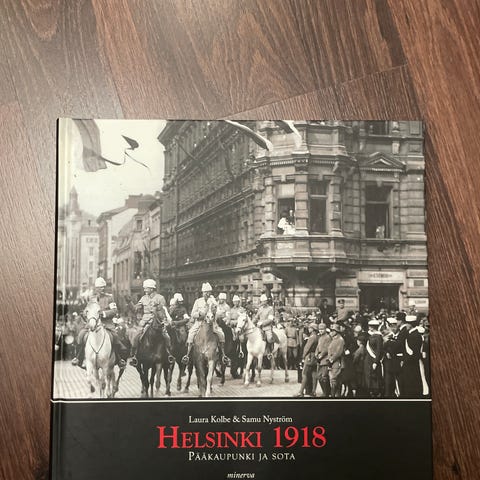 Laura Kolbe & Samu Nyström
Helsinki 1918
Pääkaupunki ja sota
minerva